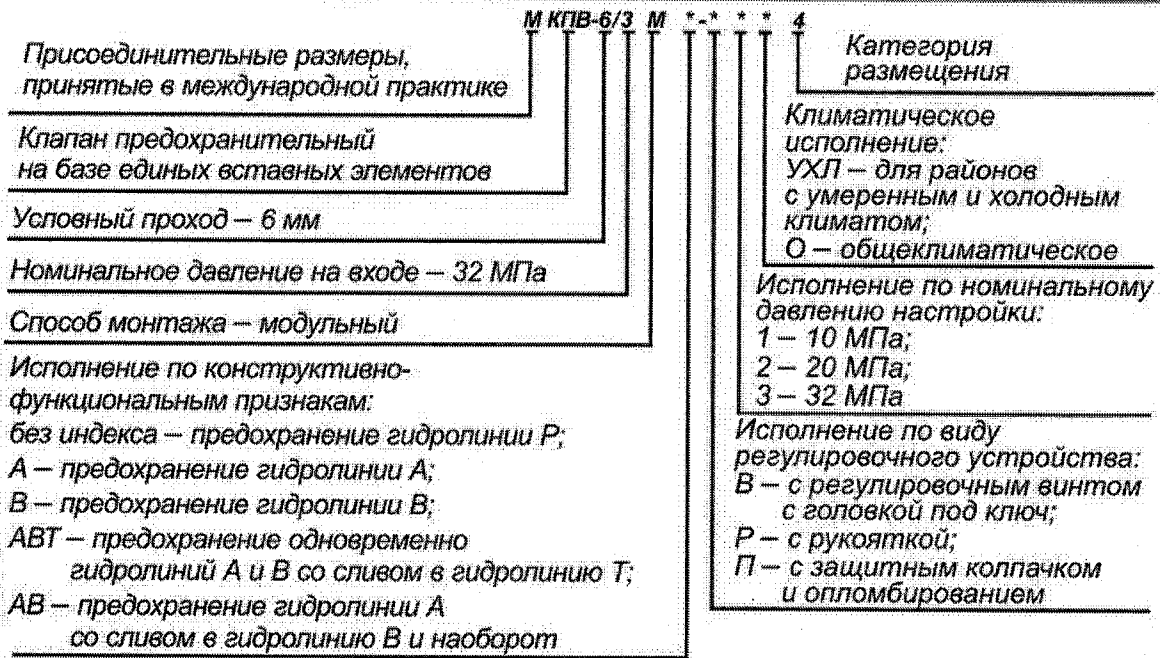 М КПВ-6/3 М *-* * * 4
Присоединительные размеры,
принятые в международной практике
Клапан предохранительный
на базе единых вставных элементов
Условный проход – 6 мм
Номинальное давление на входе – 32 МПа
Способ монтажа – модульный
Исполнение по конструктивно-
функциональным признакам:
без индекса – предохранение гидролинии Р;
А – предохранение гидролинии А;
В – предохранение гидролинии В;
АВТ – предохранение одновременно
гидролиний А и В со сливом в гидролинию Т;
АВ – предохранение гидролинии А
со сливом в гидролинию В и наоборот
Категория
размещения
Климатическое
исполнение:
УХЛ – для районов
с умеренным и холодным
климатом;
О – общеклиматическое
Исполнение по номинальному
давлению настройки:
1 – 10 МПа;
2 – 20 МПа;
3 – 32 МПа
Исполнение по виду
регулировочного устройства:
В – с регулировочным винтом
с головкой под ключ;
Р – с рукояткой;
П – с защитным колпачком
и опломбированием